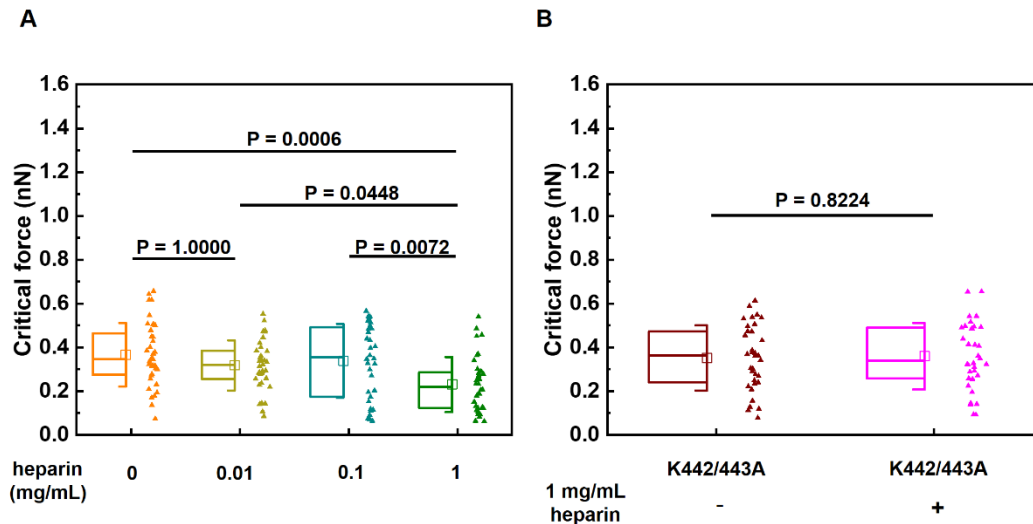 A
Critical force (nN)
1.6
1.4
1.2
1.0
0.8
0.6
0.4
0.2
0.0
P = 0.0006
P = 0.0448
P = 1.0000
P = 0.0072
heparin
(mg/mL)
0 0.01 0.1 1
B
Critical force (nN)
1.6
1.4
1.2
1.0
0.8
0.6
0.4
0.2
0.0
P = 0.8224
K442/443A K442/443A
1 mg/mL
heparin
- +